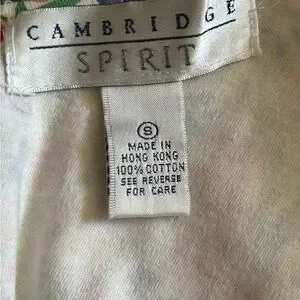 CAMBRIDGE
SPIRIT
S
MADE IN
HONG KONG
100% COTTON
SEE REVERSE
FOR CARE